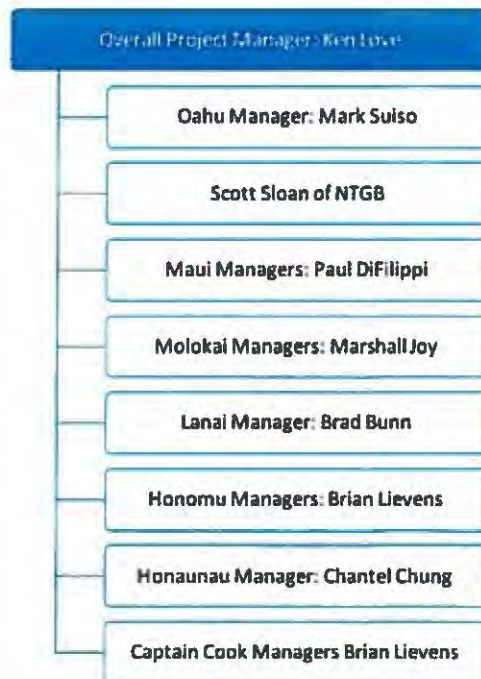 Overall Project Manager: Ken Love
Oahu Manager: Mark Suiso
Scott Sloan of NTGB
Maui Managers: Paul DiFilippi
Molokai Managers: Marshall Joy
Lanai Manager: Brad Bunn
Honomu Managers: Brian Lievens
Honaunau Manager: Chantel Chung
Captain Cook Managers Brian Lievens